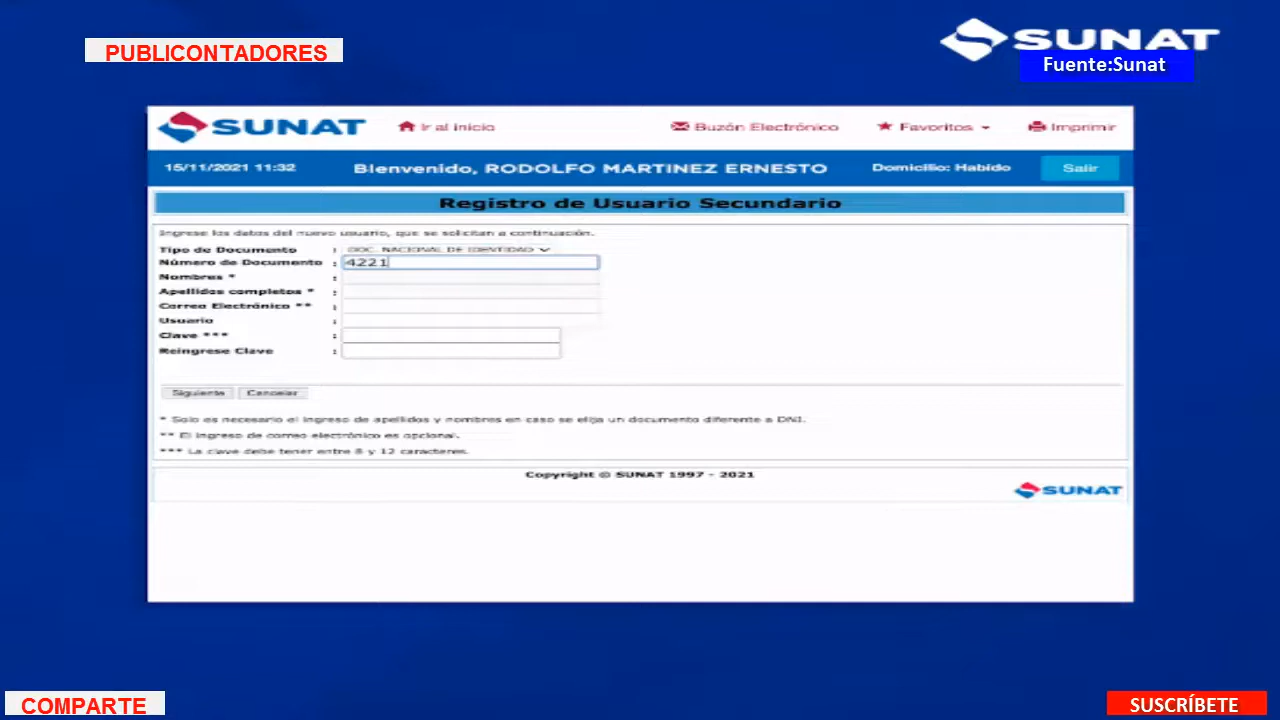 PUBLICONTADORES
SUNAT
Fuente:Sunat
SUNAT
Ir al inicio
Buzón Electrónico
Favoritos
Imprimir
15/11/2021 11:32
Bienvenido, RODOLFO MARTINEZ ERNESTO
Domicilio: Habido
Salir
Registro de Usuario Secundario
Ingrese los datos del nuevo usuario, que se solicitan a continuación.
Tipo de Documento : DOC. NACIONAL DE IDENTIDAD
Número de Documento : 4221
Nombres * :
Apellidos completos * :
Correo Electrónico ** :
Usuario :
Clave *** :
Reingrese Clave :
Siguiente Cancelar
* Solo es necesario el ingreso de apellidos y nombres en caso se elija un documento diferente a DNI.
** El ingreso de correo electrónico es opcional.
*** La clave debe tener entre 8 y 12 caracteres.
Copyright © SUNAT 1997 - 2021
SUNAT
COMPARTE
SUSCRÍBETE